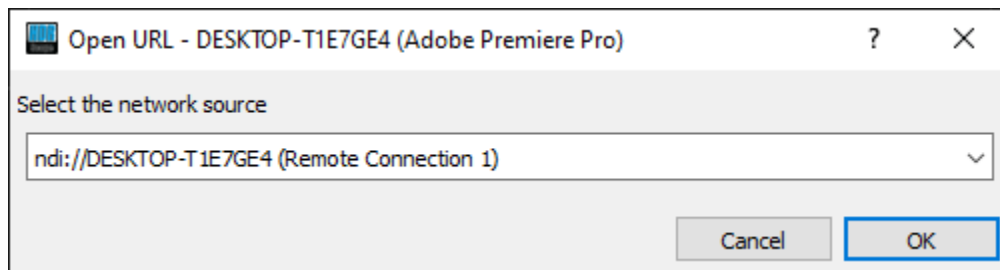 Open URL - DESKTOP-T1E7GE4 (Adobe Premiere Pro) ?
Select the network source
ndi://DESKTOP-T1E7GE4 (Remote Connection 1)
Cancel OK